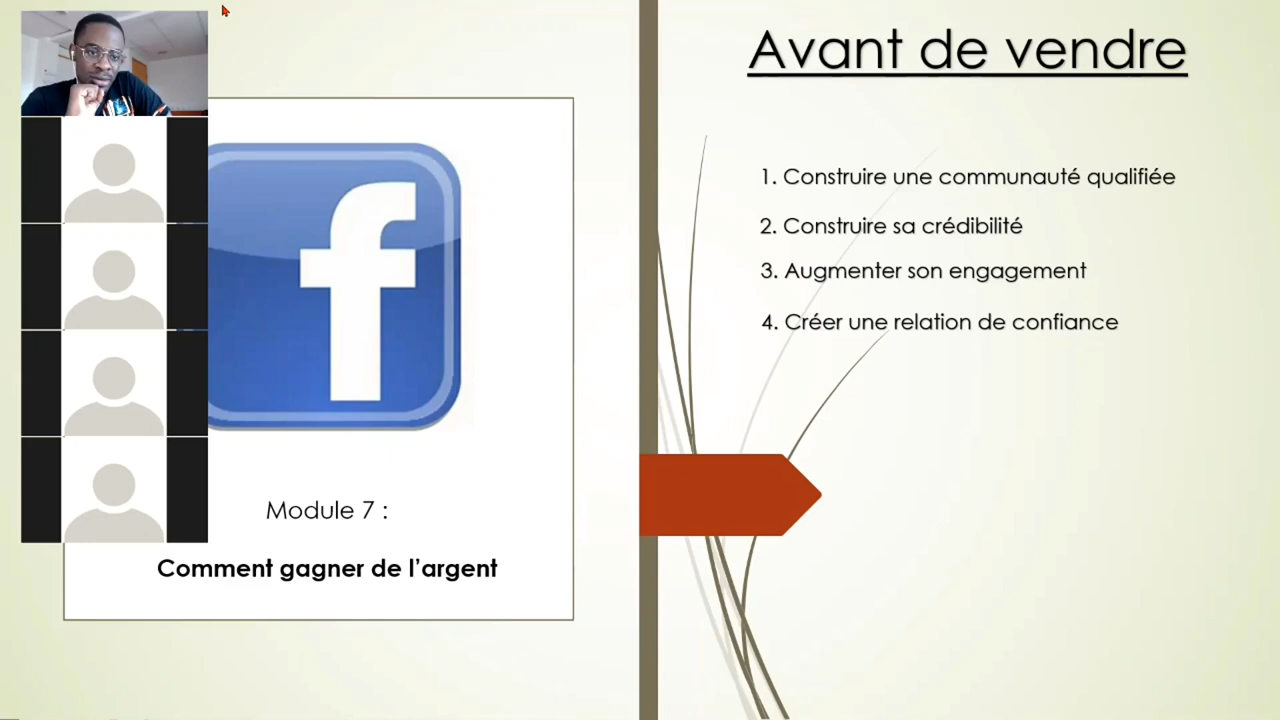 Avant de vendre
1. Construire une communauté qualifiée
2. Construire sa crédibilité
3. Augmenter son engagement
4. Créer une relation de confiance
f
Module 7 :
Comment gagner de l’argent